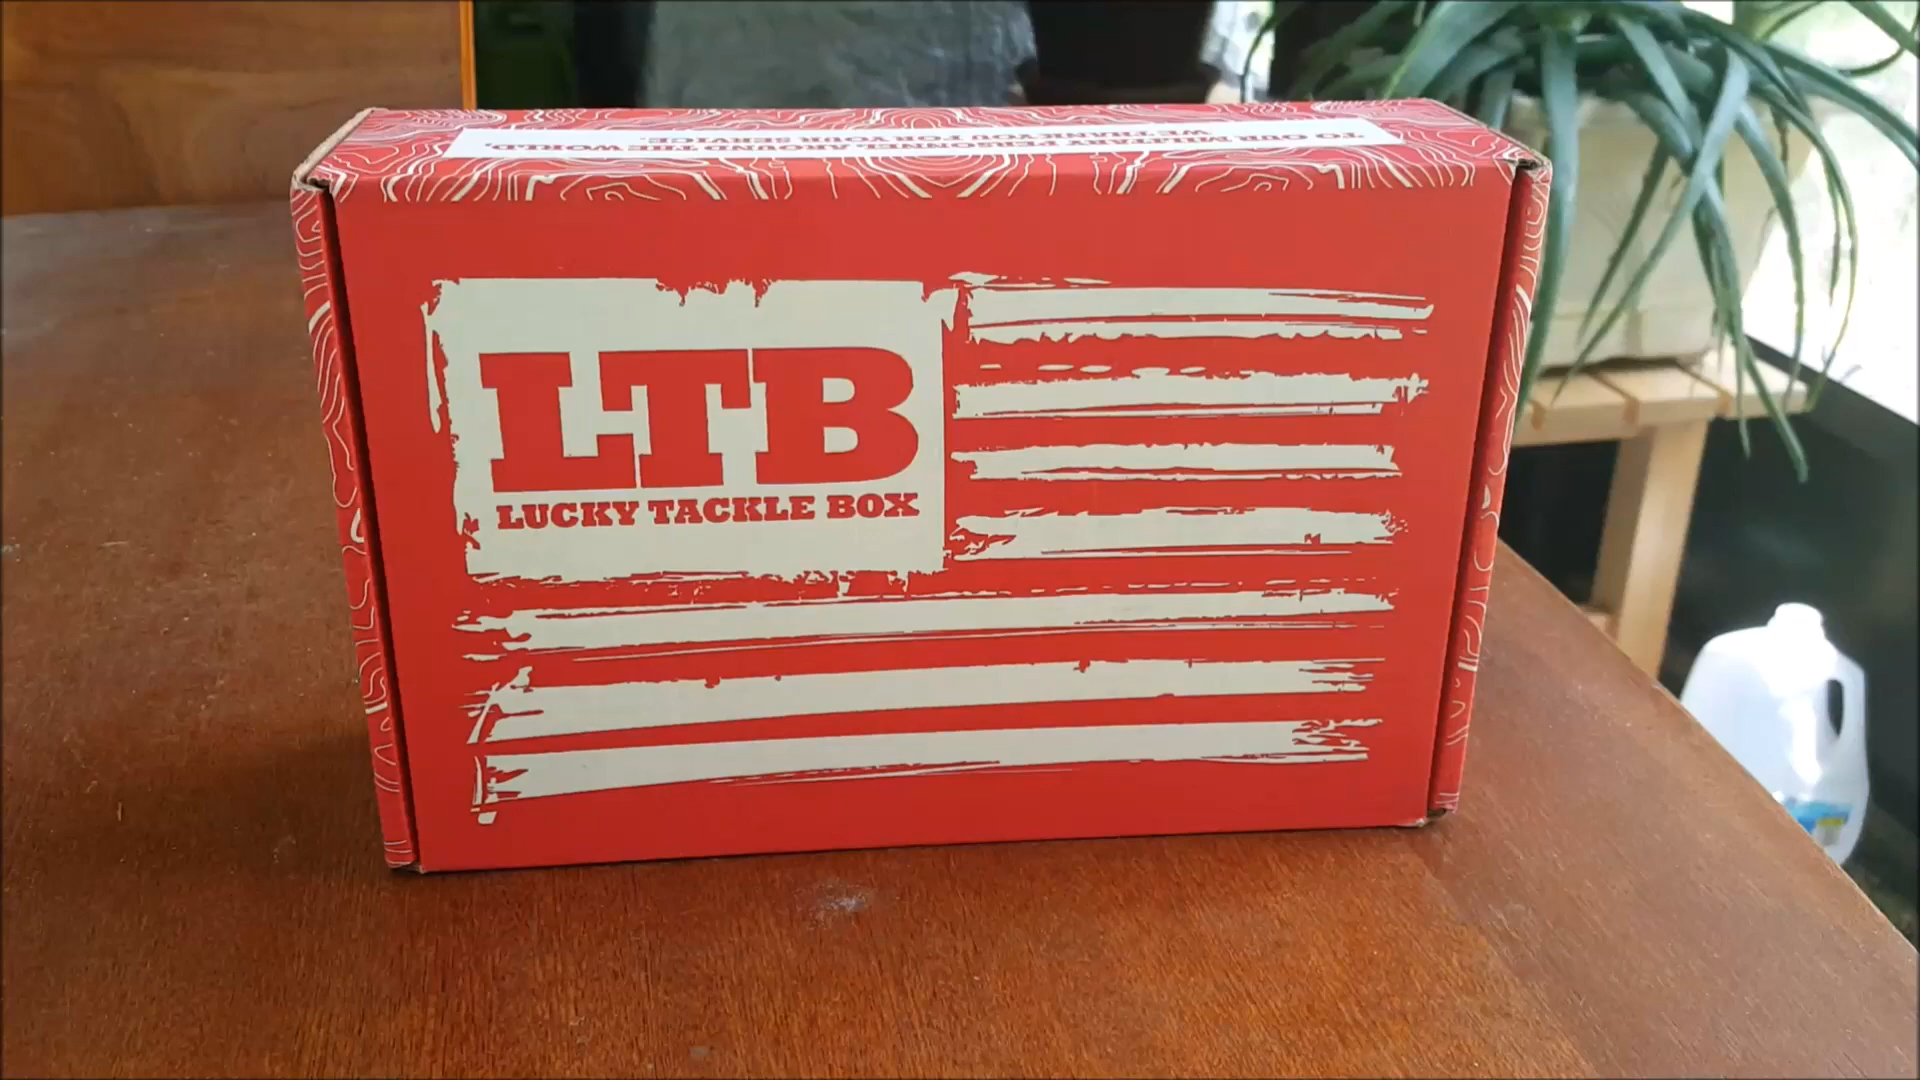 TO OUR MILITARY PERSONNEL AROUND THE WORLD,
WE THANK YOU FOR YOUR SERVICE.
LTB
LUCKY TACKLE BOX